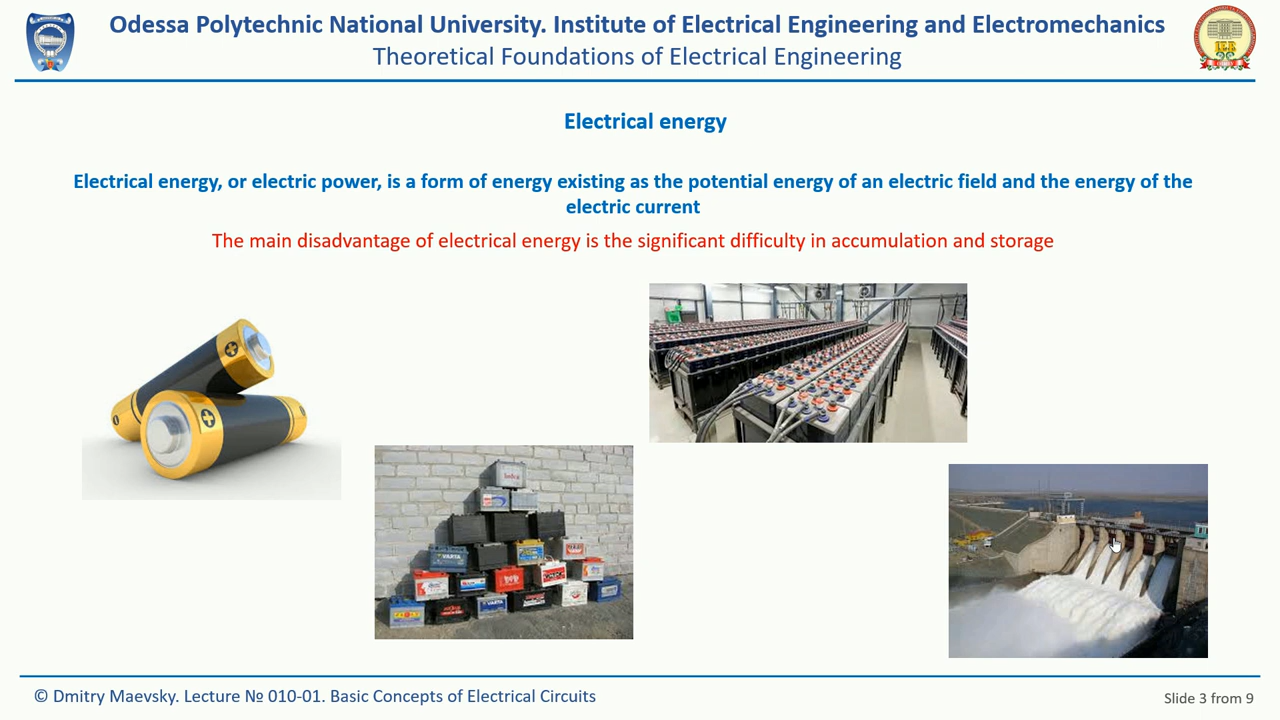 Odessa Polytechnic National University. Institute of Electrical Engineering and Electromechanics
Theoretical Foundations of Electrical Engineering
Electrical energy
Electrical energy, or electric power, is a form of energy existing as the potential energy of an electric field and the energy of the
electric current
The main disadvantage of electrical energy is the significant difficulty in accumulation and storage
VARTA
VARTA
© Dmitry Maevsky. Lecture № 010-01. Basic Concepts of Electrical Circuits
Slide 3 from 9